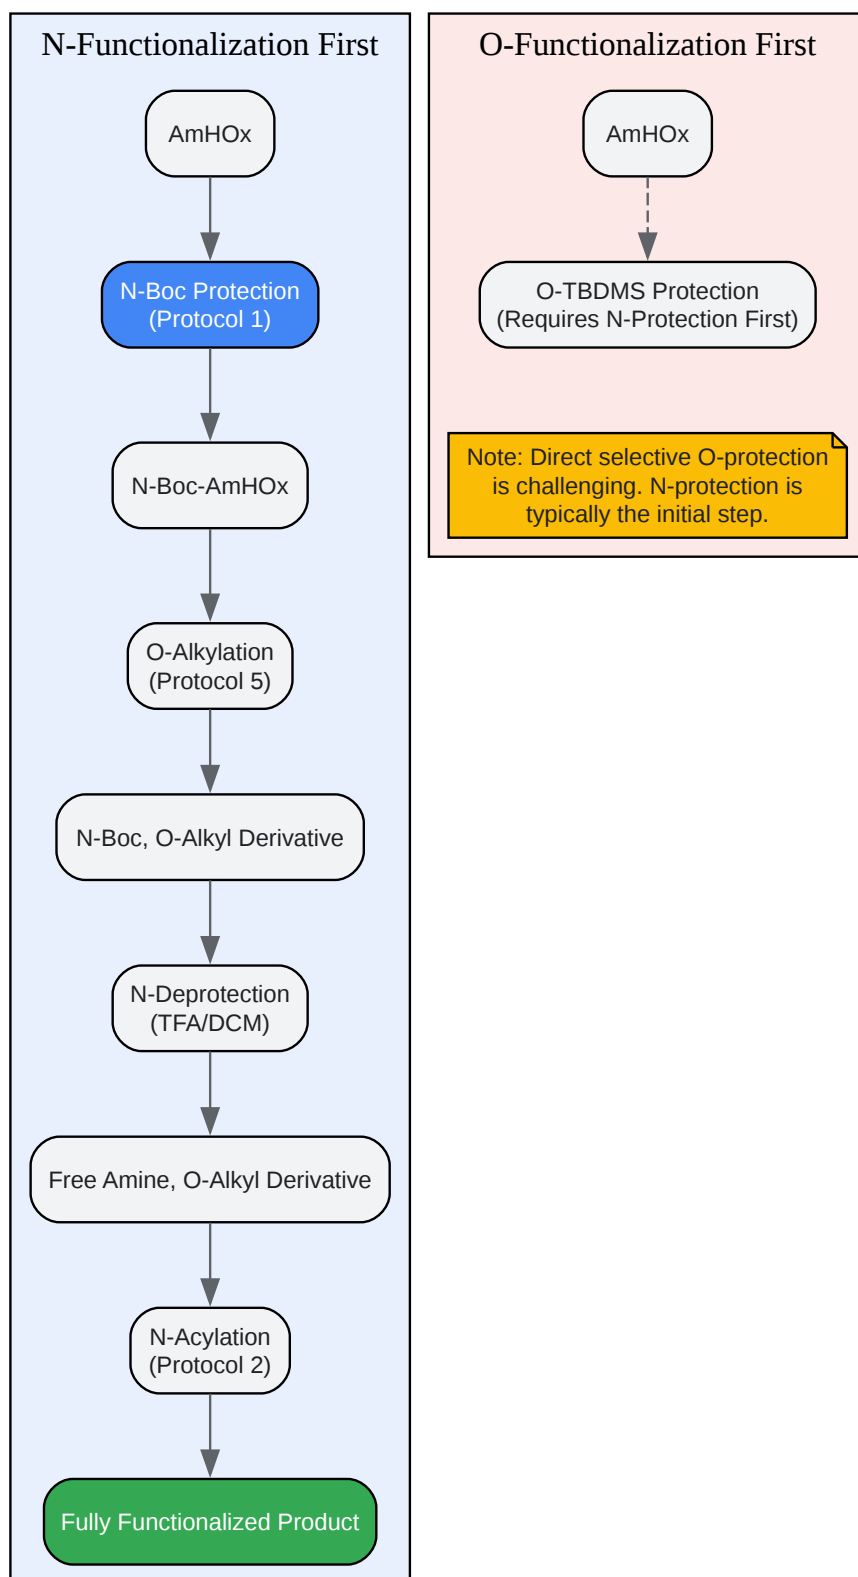 N-Functionalization First
AmHOx
N-Boc Protection
(Protocol 1)
N-Boc-AmHOx
O-Alkylation
(Protocol 5)
N-Boc, O-Alkyl Derivative
N-Deprotection
(TFA/DCM)
Free Amine, O-Alkyl Derivative
N-Acylation
(Protocol 2)
Fully Functionalized Product
O-Functionalization First
AmHOx
O-TBDMS Protection
(Requires N-Protection First)
Note: Direct selective O-protection
is challenging. N-protection is
typically the initial step.